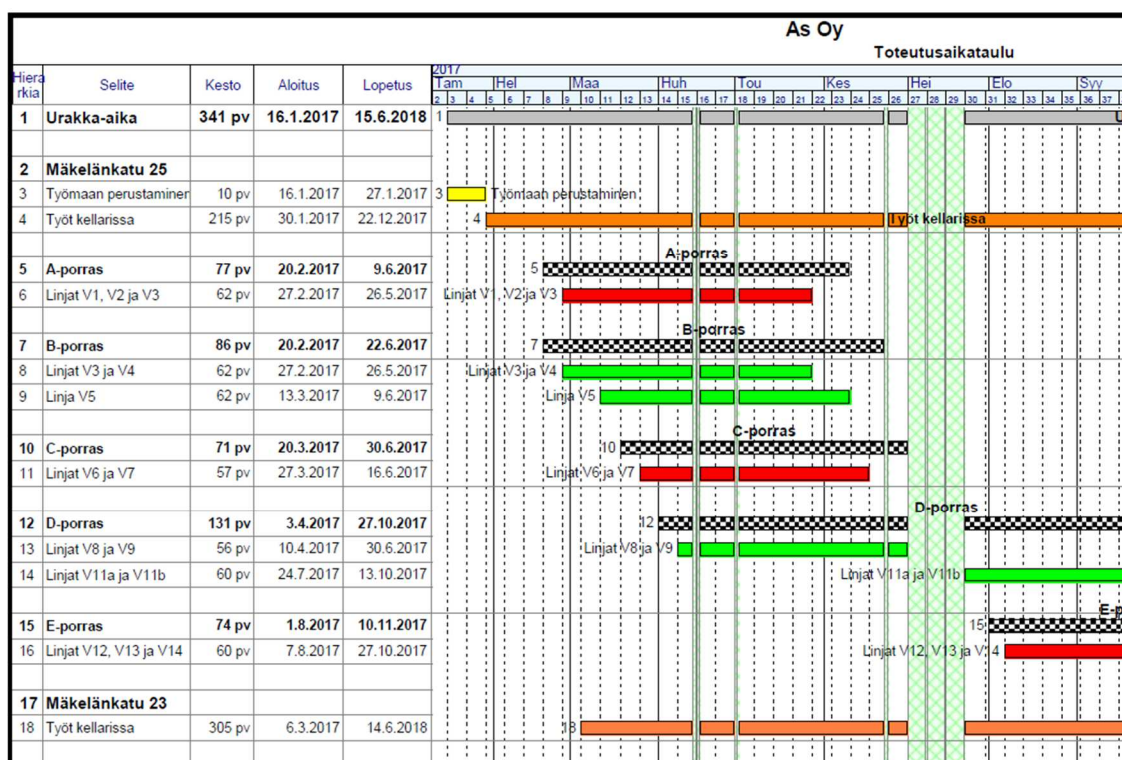 As Oy
Toteutusaikataulu
Hiera rkia Selite Kesto Aloitus Lopetus
2017
Tam Hel Maa Huh Tou Kes Hei Elo Syy
2 3 4 5 6 7 8 9 10 11 12 13 14 15 16 17 18 19 20 21 22 23 24 25 26 27 28 29 30 31 32 33 34 35 36 37
1 Urakka-aika 341 pv 16.1.2017 15.6.2018 1 U
2 Mäkelänkatu 25
3 Työmaan perustaminen 10 pv 16.1.2017 27.1.2017 3 Työmaan perustaminen
4 Työt kellarissa 215 pv 30.1.2017 22.12.2017 4 Työt kellarissa
A-porras
5 A-porras 77 pv 20.2.2017 9.6.2017 5
6 Linjat V1, V2 ja V3 62 pv 27.2.2017 26.5.2017 Linjat V1, V2 ja V3
B-porras
7 B-porras 86 pv 20.2.2017 22.6.2017 7
8 Linjat V3 ja V4 62 pv 27.2.2017 26.5.2017 Linjat V3 ja V4
9 Linja V5 62 pv 13.3.2017 9.6.2017 Linja V5
C-porras
10 C-porras 71 pv 20.3.2017 30.6.2017 10
11 Linjat V6 ja V7 57 pv 27.3.2017 16.6.2017 Linjat V6 ja V7
D-porras
12 D-porras 131 pv 3.4.2017 27.10.2017 12
13 Linjat V8 ja V9 56 pv 10.4.2017 30.6.2017 Linjat V8 ja V9
14 Linjat V11a ja V11b 60 pv 24.7.2017 13.10.2017 Linjat V11a ja V11b
E-p
15 E-porras 74 pv 1.8.2017 10.11.2017 15
16 Linjat V12, V13 ja V14 60 pv 7.8.2017 27.10.2017 Linjat V12, V13 ja V14
17 Mäkelänkatu 23
18 Työt kellarissa 305 pv 6.3.2017 14.6.2018 18